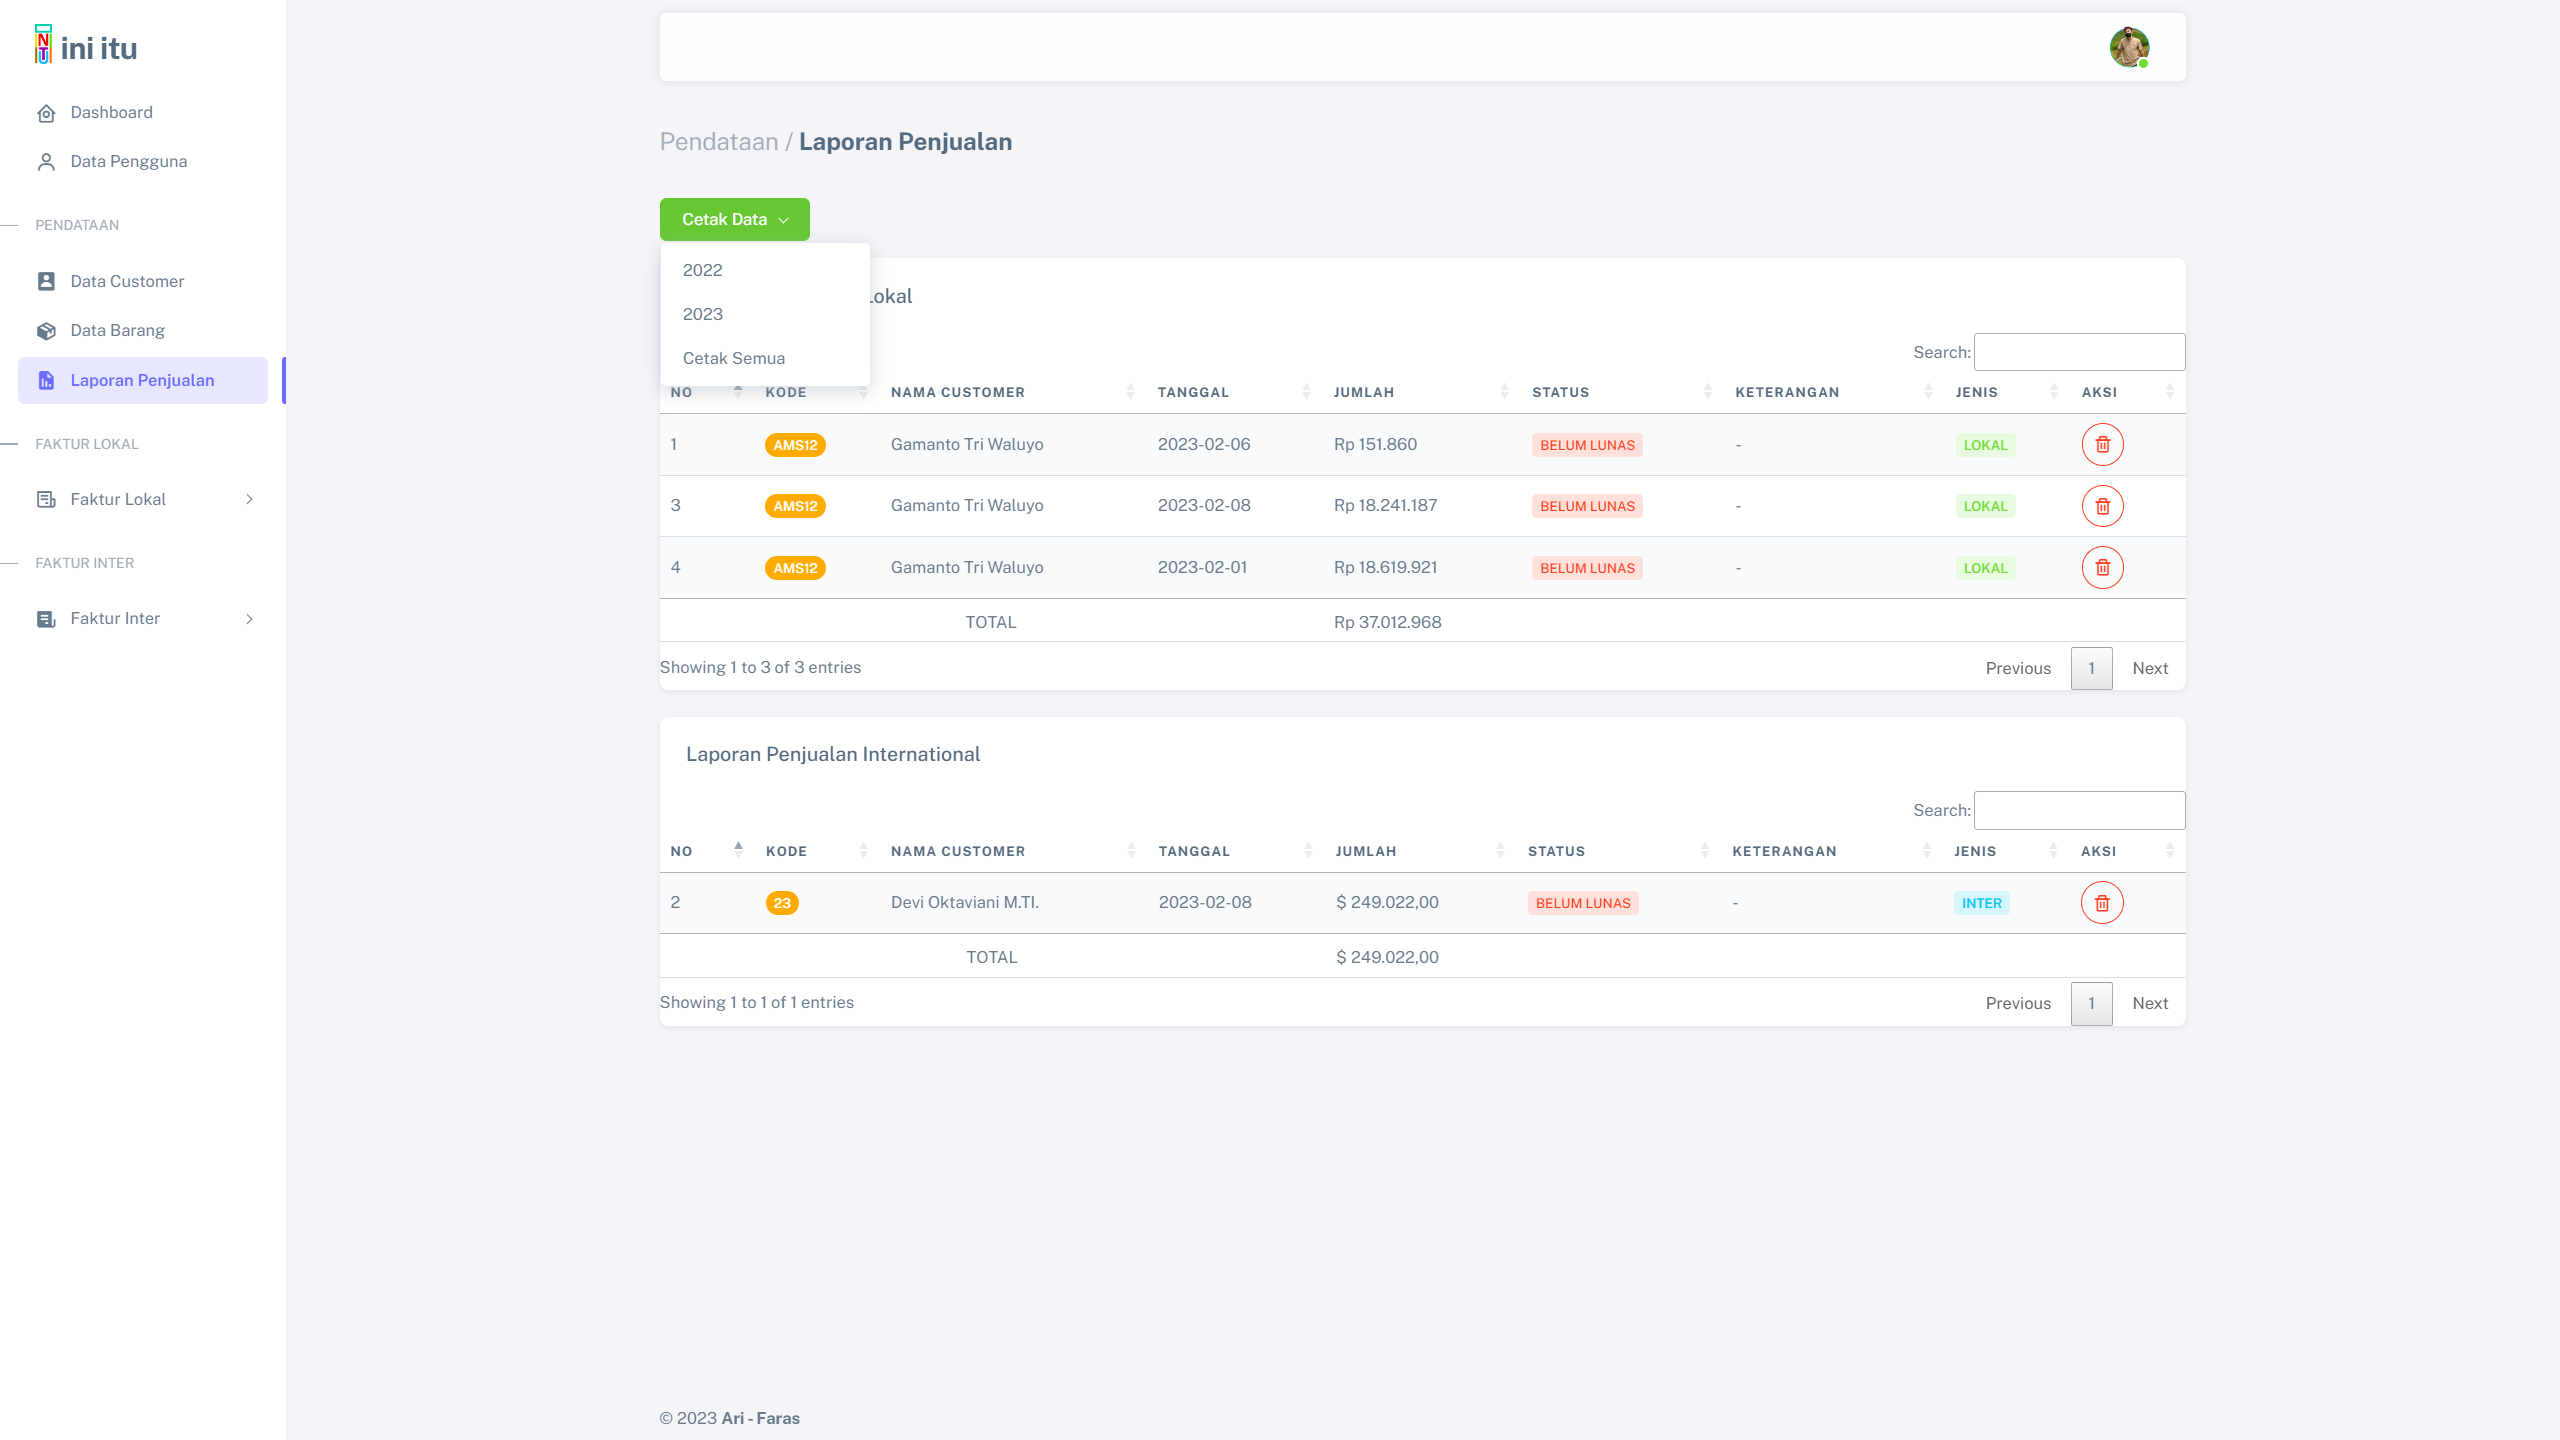 ini itu
Dashboard
Data Pengguna
PENDATAAN
Data Customer
Data Barang
Laporan Penjualan
FAKTUR LOKAL
Faktur Lokal
FAKTUR INTER
Faktur Inter
Pendataan / Laporan Penjualan
Cetak Data
2022
2023
Cetak Semua
Lokal
Search:
NO KODE NAMA CUSTOMER TANGGAL JUMLAH STATUS KETERANGAN JENIS AKSI
1 AMS12 Gamanto Tri Waluyo 2023-02-06 Rp 151.860 BELUM LUNAS - LOKAL
3 AMS12 Gamanto Tri Waluyo 2023-02-08 Rp 18.241.187 BELUM LUNAS - LOKAL
4 AMS12 Gamanto Tri Waluyo 2023-02-01 Rp 18.619.921 BELUM LUNAS - LOKAL
TOTAL Rp 37.012.968
Showing 1 to 3 of 3 entries Previous 1 Next
Laporan Penjualan International
Search:
NO KODE NAMA CUSTOMER TANGGAL JUMLAH STATUS KETERANGAN JENIS AKSI
2 23 Devi Oktaviani M.TI. 2023-02-08 $ 249.022,00 BELUM LUNAS - INTER
TOTAL $ 249.022,00
Showing 1 to 1 of 1 entries Previous 1 Next
© 2023 Ari - Faras